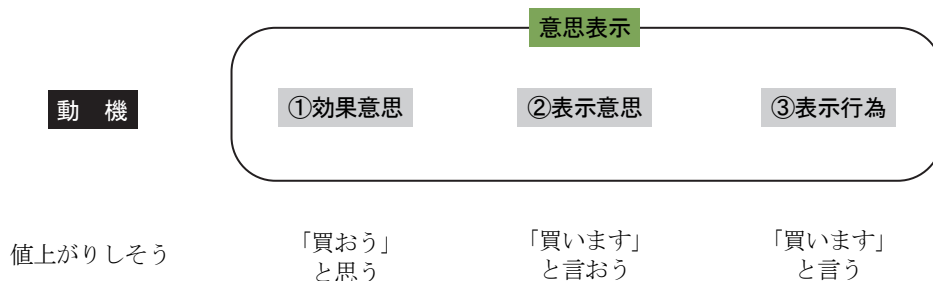 意思表示
動　機
①効果意思
②表示意思
③表示行為
値上がりしそう
「買おう」
と思う
「買います」
と言おう
「買います」
と言う